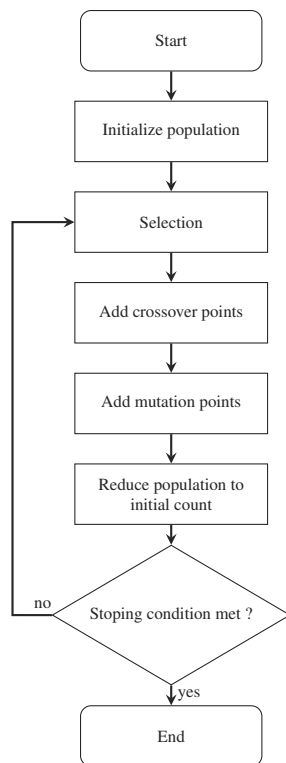 Start
Initialize population
Selection
Add crossover points
Add mutation points
Reduce population to
initial count
Stoping condition met ?
no
yes
End